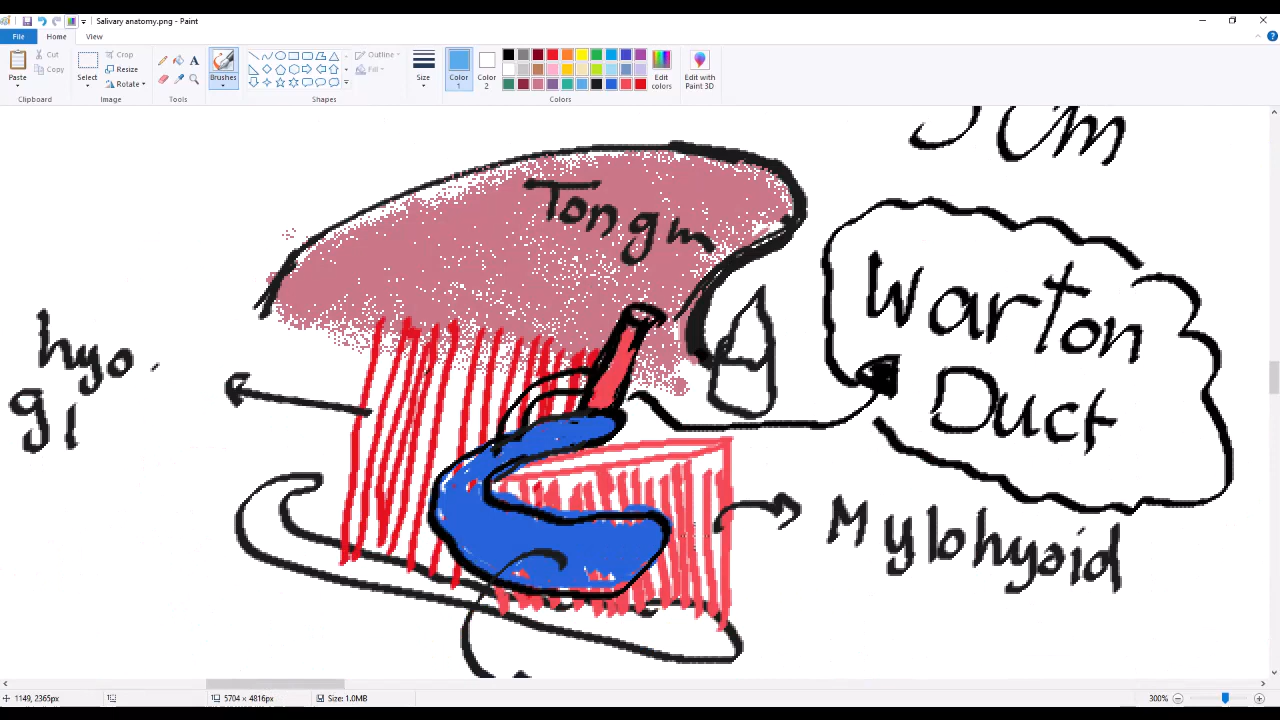 Salivary anatomy.png - Paint
File
Home
View
Paste
Cut
Copy
Clipboard
Select
Crop
Resize
Rotate
Image
Tools
Brushes
Shapes
Outline
Fill
Size
Color 1
Color 2
Edit colors
Edit with Paint 3D
Colors
Cm
Tongue
Warton
Duct
hyo
gl
Mylohyoid
1149, 2365px
5704 × 4816px
Size: 1.0MB
300%